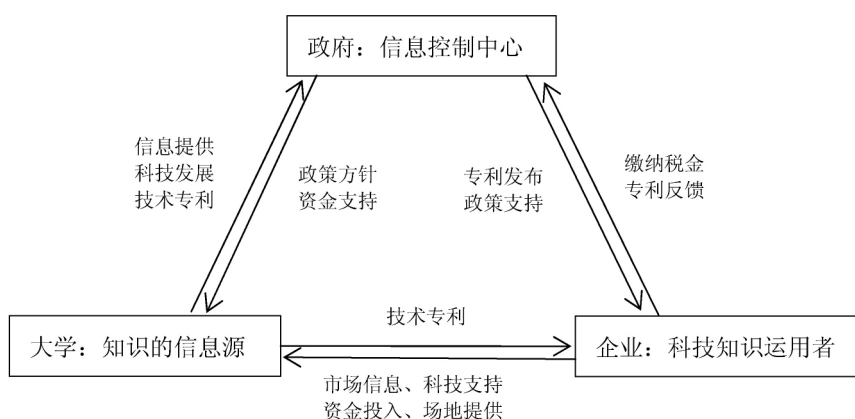 政府：信息控制中心
信息提供
科技发展
技术专利
政策方针
资金支持
专利发布
政策支持
缴纳税金
专利反馈
大学：知识的信息源
技术专利
企业：科技知识运用者
市场信息、科技支持
资金投入、场地提供